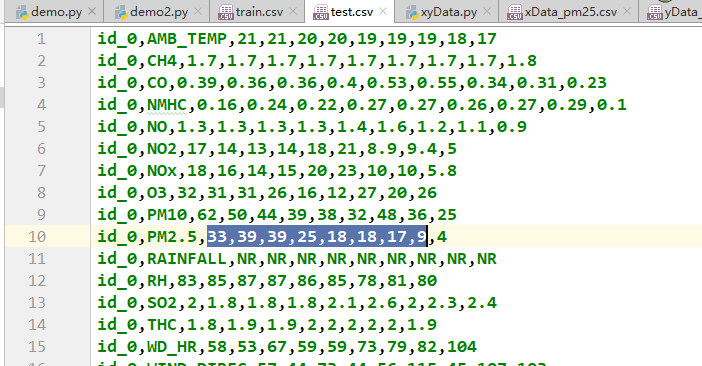 demo.py demo2.py train.csv test.csv xyData.py xData_pm25.csv yData_
1 id_0,AMB_TEMP,21,21,20,20,19,19,19,18,17
2 id_0,CH4,1.7,1.7,1.7,1.7,1.7,1.7,1.7,1.7,1.8
3 id_0,CO,0.39,0.36,0.36,0.4,0.53,0.55,0.34,0.31,0.23
4 id_0,NMHC,0.16,0.24,0.22,0.27,0.27,0.26,0.27,0.29,0.1
5 id_0,NO,1.3,1.3,1.3,1.3,1.4,1.6,1.2,1.1,0.9
6 id_0,NO2,17,14,13,14,18,21,8.9,9.4,5
7 id_0,NOx,18,16,14,15,20,23,10,10,5.8
8 id_0,O3,32,31,31,26,16,12,27,20,26
9 id_0,PM10,62,50,44,39,38,32,48,36,25
10 id_0,PM2.5,33,39,39,25,18,18,17,9,4
11 id_0,RAINFALL,NR,NR,NR,NR,NR,NR,NR,NR,NR
12 id_0,RH,83,85,87,87,86,85,78,81,80
13 id_0,SO2,2,1.8,1.8,1.8,2.1,2.6,2,2.3,2.4
14 id_0,THC,1.8,1.9,1.9,2,2,2,2,2,1.9
15 id_0,WD_HR,58,53,67,59,59,73,79,82,104